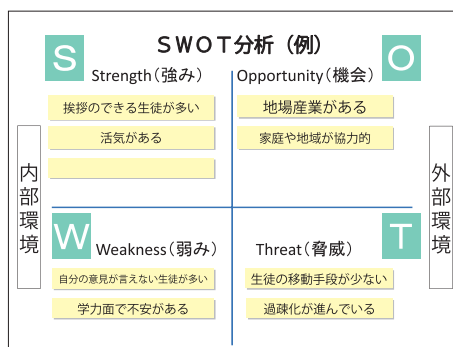 SWOT分析（例）
S
Strength（強み）
挨拶のできる生徒が多い
活気がある
O
Opportunity（機会）
地場産業がある
家庭や地域が協力的
内部環境
外部環境
W
Weakness（弱み）
自分の意見が言えない生徒が多い
学力面で不安がある
T
Threat（脅威）
生徒の移動手段が少ない
過疎化が進んでいる